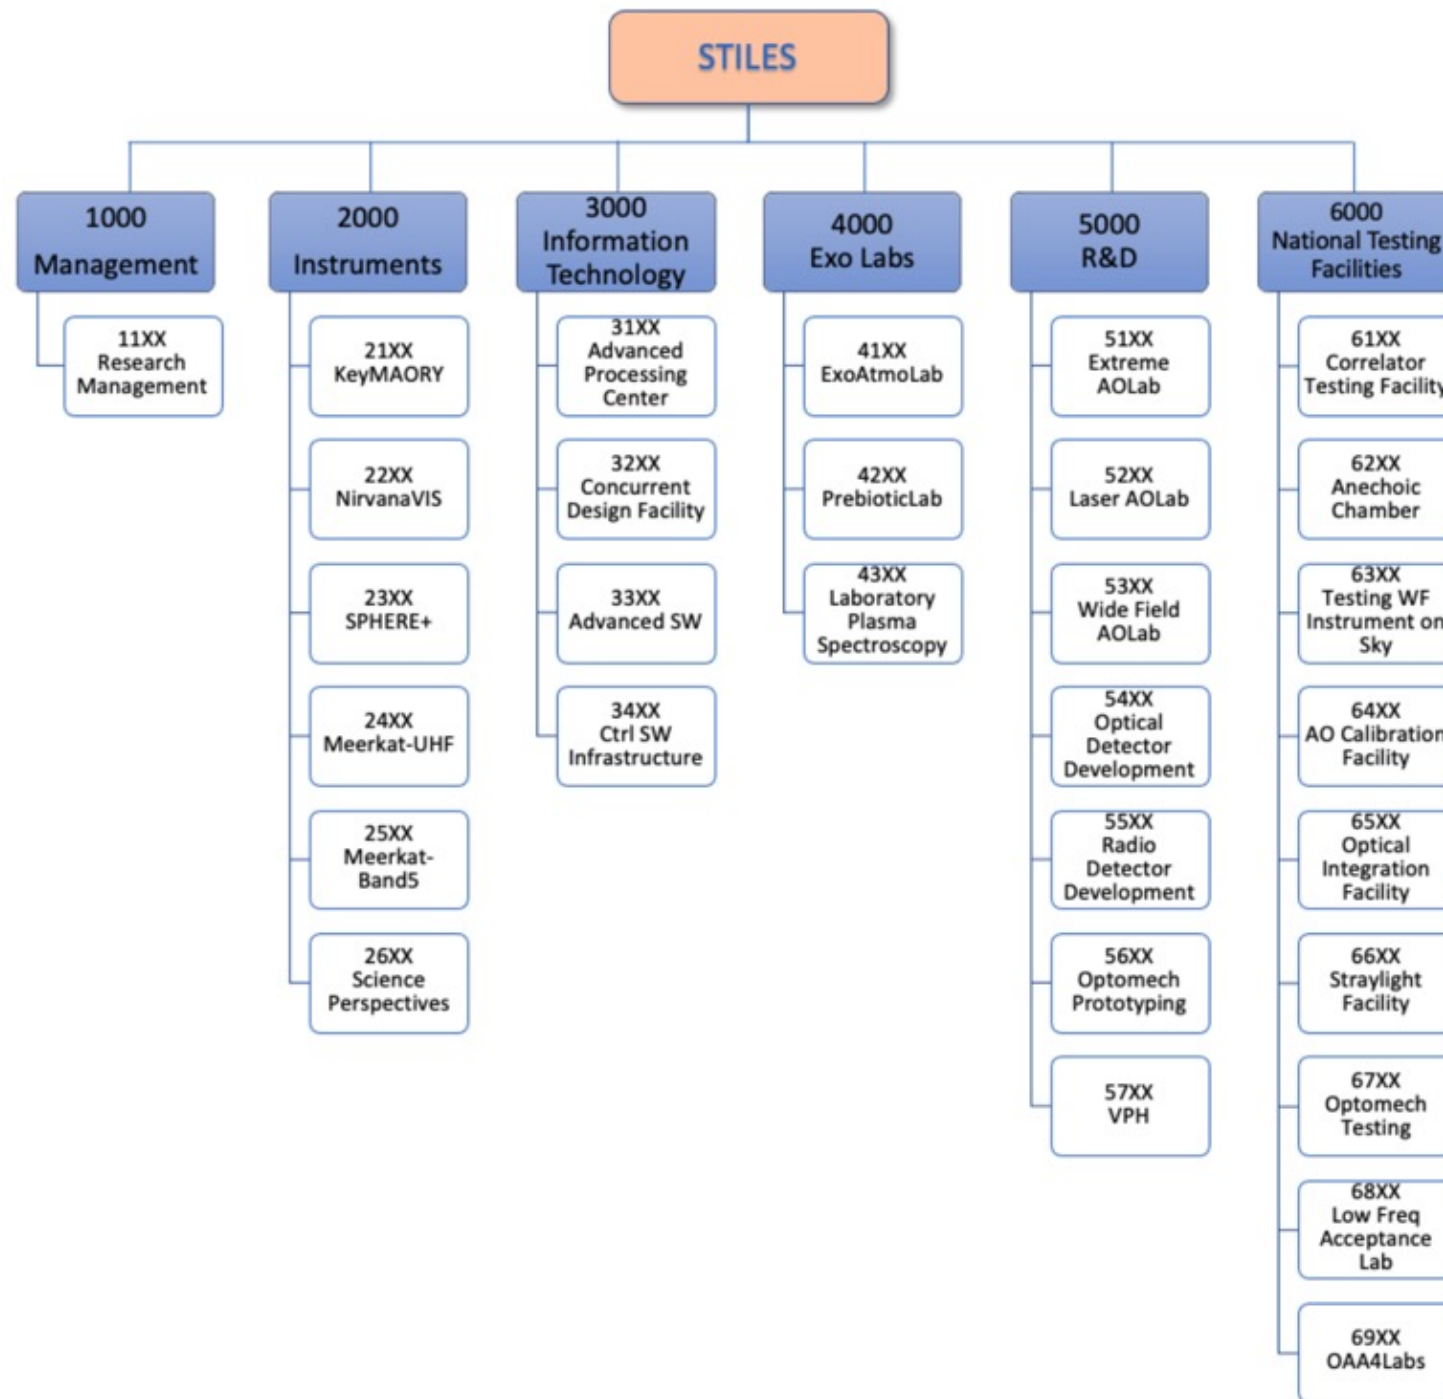 STILES
1000
Management
11XX
Research
Management
2000
Instruments
21XX
KeyMAORY
22XX
NirvanaVIS
23XX
SPHERE+
24XX
Meerkat-UHF
25XX
Meerkat-
Band5
26XX
Science
Perspectives
3000
Information
Technology
31XX
Advanced
Processing
Center
32XX
Concurrent
Design Facility
33XX
Advanced SW
34XX
Ctrl SW
Infrastructure
4000
Exo Labs
41XX
ExoAtmoLab
42XX
PrebioticLab
43XX
Laboratory
Plasma
Spectroscopy
5000
R&D
51XX
Extreme
AOLab
52XX
Laser AOLab
53XX
Wide Field
AOLab
54XX
Optical
Detector
Development
55XX
Radio
Detector
Development
56XX
Optomech
Prototyping
57XX
VPH
6000
National Testing
Facilities
61XX
Correlator
Testing Facility
62XX
Anechoic
Chamber
63XX
Testing WF
Instrument on
Sky
64XX
AO Calibration
Facility
65XX
Optical
Integration
Facility
66XX
Straylight
Facility
67XX
Optomech
Testing
68XX
Low Freq
Acceptance
Lab
69XX
OAA4Labs